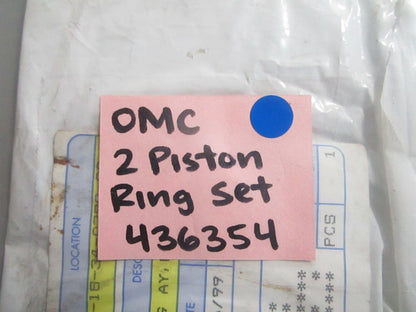 OMC
2 Piston
Ring Set
436354
LOCATION
PCS
1